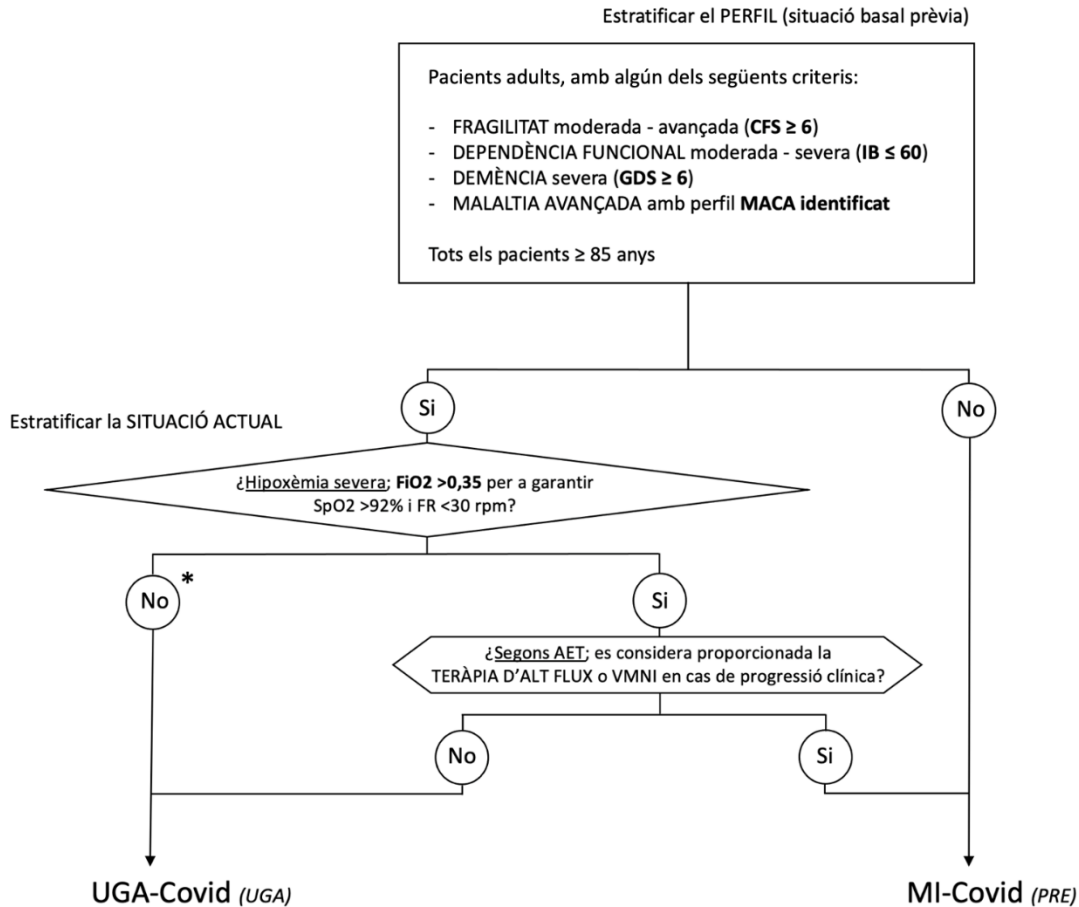 Estratificar el PERFIL (situació basal prèvia)
Pacients adults, amb algún dels següents criteris:
- FRAGILITAT moderada - avançada (CFS ≥ 6)
- DEPENDÈNCIA FUNCIONAL moderada - severa (IB ≤ 60)
- DEMÈNCIA severa (GDS ≥ 6)
- MALALTIA AVANÇADA amb perfil MACA identificat
Tots els pacients ≥ 85 anys
Si
No
Estratificar la SITUACIÓ ACTUAL
¿Hipoxèmia severa; FiO2 >0,35 per a garantir
SpO2 >92% i FR <30 rpm?
No *
Si
¿Segons AET; es considera proporcionada la
TERÀPIA D'ALT FLUX o VMNI en cas de progressió clínica?
No
Si
UGA-Covid (UGA)
MI-Covid (PRE)